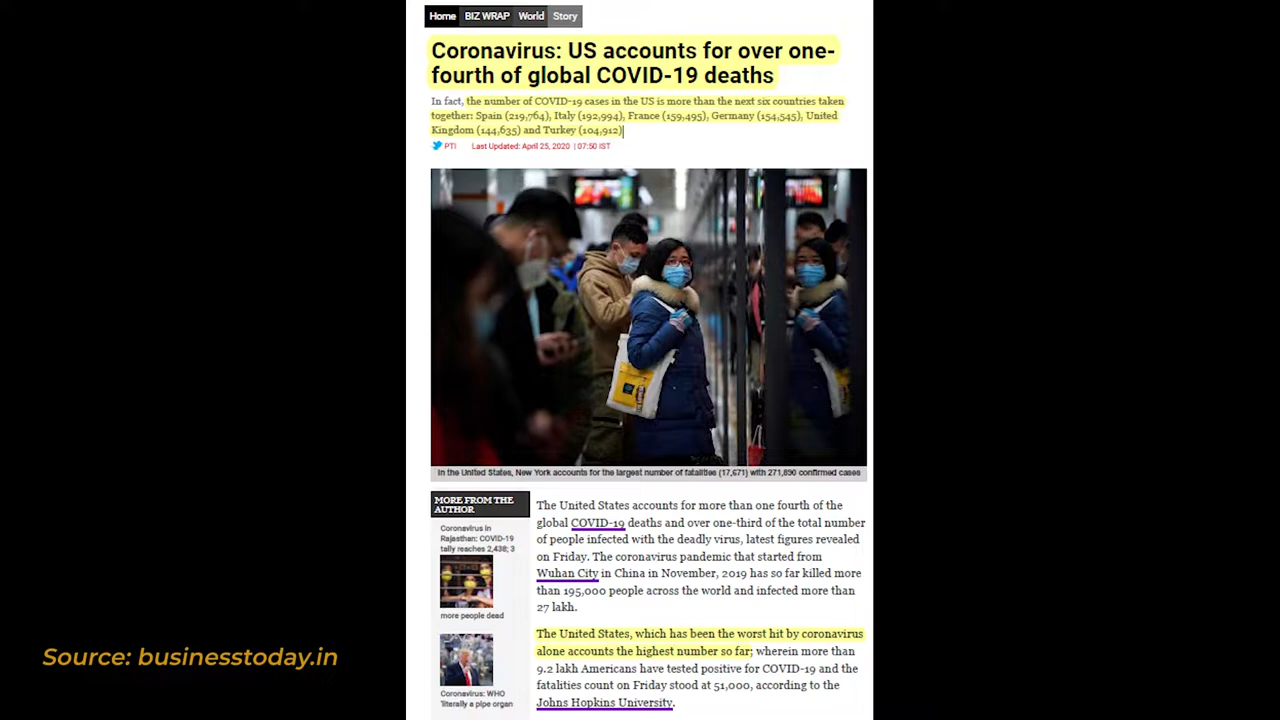 Home BIZ WRAP World Story
Coronavirus: US accounts for over one-
fourth of global COVID-19 deaths
In fact, the number of COVID-19 cases in the US is more than the next six countries taken
together: Spain (219,764), Italy (192,994), France (159,495), Germany (154,545), United
Kingdom (144,635) and Turkey (104,912)
PTI Last Updated: April 25, 2020 | 07:50 IST
In the United States, New York accounts for the largest number of fatalities (17,671) with 271,890 confirmed cases
MORE FROM THE
AUTHOR
Coronavirus in
Rajasthan: COVID-19
tally reaches 2,438; 3
more people dead
Coronavirus: WHO
'literally a pipe organ
The United States accounts for more than one fourth of the
global COVID-19 deaths and over one-third of the total number
of people infected with the deadly virus, latest figures revealed
on Friday. The coronavirus pandemic that started from
Wuhan City in China in November, 2019 has so far killed more
than 195,000 people across the world and infected more than
27 lakh.
The United States, which has been the worst hit by coronavirus
alone accounts the highest number so far; wherein more than
9.2 lakh Americans have tested positive for COVID-19 and the
fatalities count on Friday stood at 51,000, according to the
Johns Hopkins University.
Source: businesstoday.in